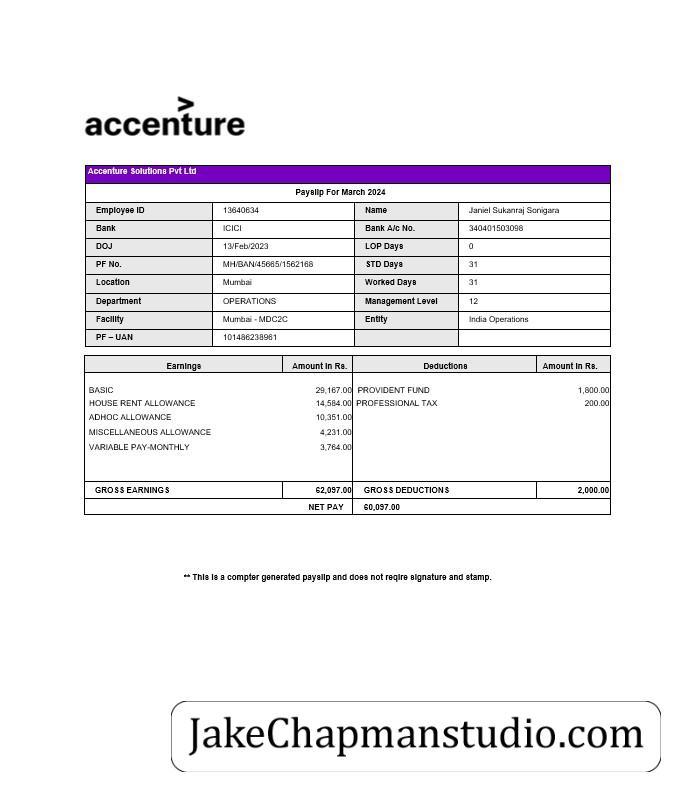 accenture
Accenture Solutions Pvt Ltd
Payslip For March 2024
Employee ID 13640634 Name Janiel Sukanraj Sonigara
Bank ICICI Bank A/c No. 340401503098
DOJ 13/Feb/2023 LOP Days 0
PF No. MH/BAN/45665/1562168 STD Days 31
Location Mumbai Worked Days 31
Department OPERATIONS Management Level 12
Facility Mumbai - MDC2C Entity India Operations
PF – UAN 101486238961
Earnings Amount in Rs. Deductions Amount in Rs.
BASIC 29,167.00 PROVIDENT FUND 1,800.00
HOUSE RENT ALLOWANCE 14,584.00 PROFESSIONAL TAX 200.00
ADHOC ALLOWANCE 10,351.00
MISCELLANEOUS ALLOWANCE 4,231.00
VARIABLE PAY-MONTHLY 3,764.00
GROSS EARNINGS 62,097.00 GROSS DEDUCTIONS 2,000.00
NET PAY 60,097.00
** This is a compter generated payslip and does not reqire signature and stamp.
JakeChapmanstudio.com